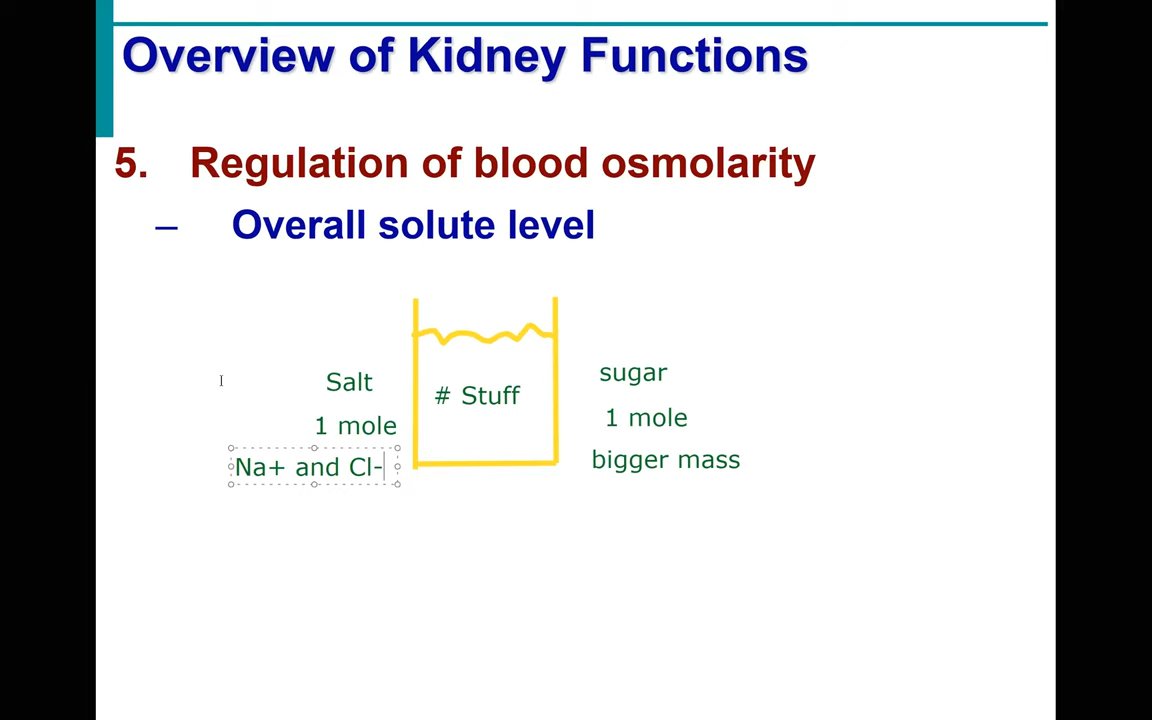 Overview of Kidney Functions
5. Regulation of blood osmolarity
– Overall solute level
Salt
1 mole
Na+ and Cl-
# Stuff
sugar
1 mole
bigger mass